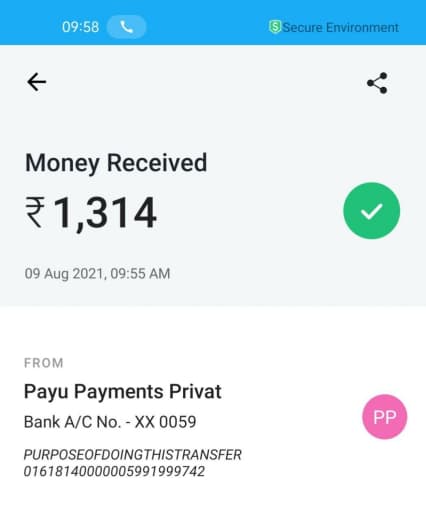 09:58
Secure Environment
Money Received
₹ 1,314
09 Aug 2021, 09:55 AM
FROM
Payu Payments Privat
Bank A/C No. - XX 0059
PP
PURPOSEOFDOINGTHISTRANSFER
01618140000005991999742